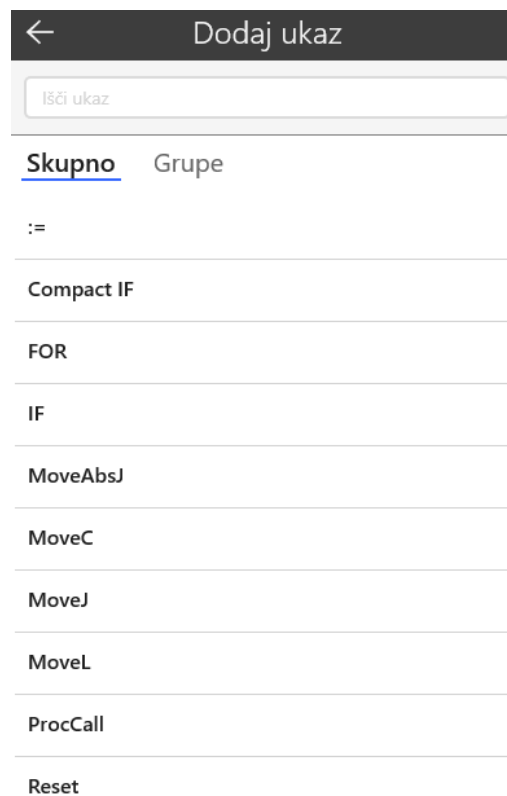 Dodaj ukaz
Išči ukaz
Skupno Grupe
:=
Compact IF
FOR
IF
MoveAbsJ
MoveC
MoveJ
MoveL
ProcCall
Reset